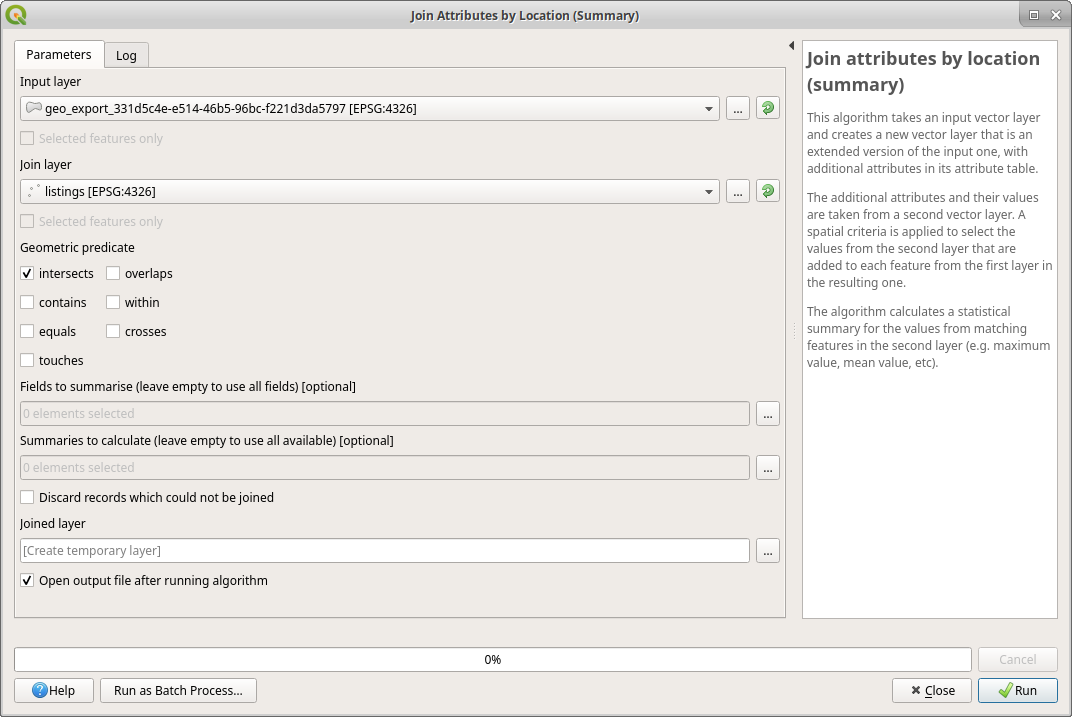 Join Attributes by Location (Summary)
Parameters
Log
Input layer
geo_export_331d5c4e-e514-46b5-96bc-f221d3da5797 [EPSG:4326]
...
Selected features only
Join layer
listings [EPSG:4326]
...
Selected features only
Geometric predicate
intersects
overlaps
contains
within
equals
crosses
touches
Fields to summarise (leave empty to use all fields) [optional]
0 elements selected
...
Summaries to calculate (leave empty to use all available) [optional]
0 elements selected
...
Discard records which could not be joined
Joined layer
[Create temporary layer]
...
Open output file after running algorithm
Join attributes by location
(summary)
This algorithm takes an input vector layer
and creates a new vector layer that is an
extended version of the input one, with
additional attributes in its attribute table.
The additional attributes and their values
are taken from a second vector layer. A
spatial criteria is applied to select the
values from the second layer that are
added to each feature from the first layer in
the resulting one.
The algorithm calculates a statistical
summary for the values from matching
features in the second layer (e.g. maximum
value, mean value, etc).
0%
Cancel
Help
Run as Batch Process...
Close
Run